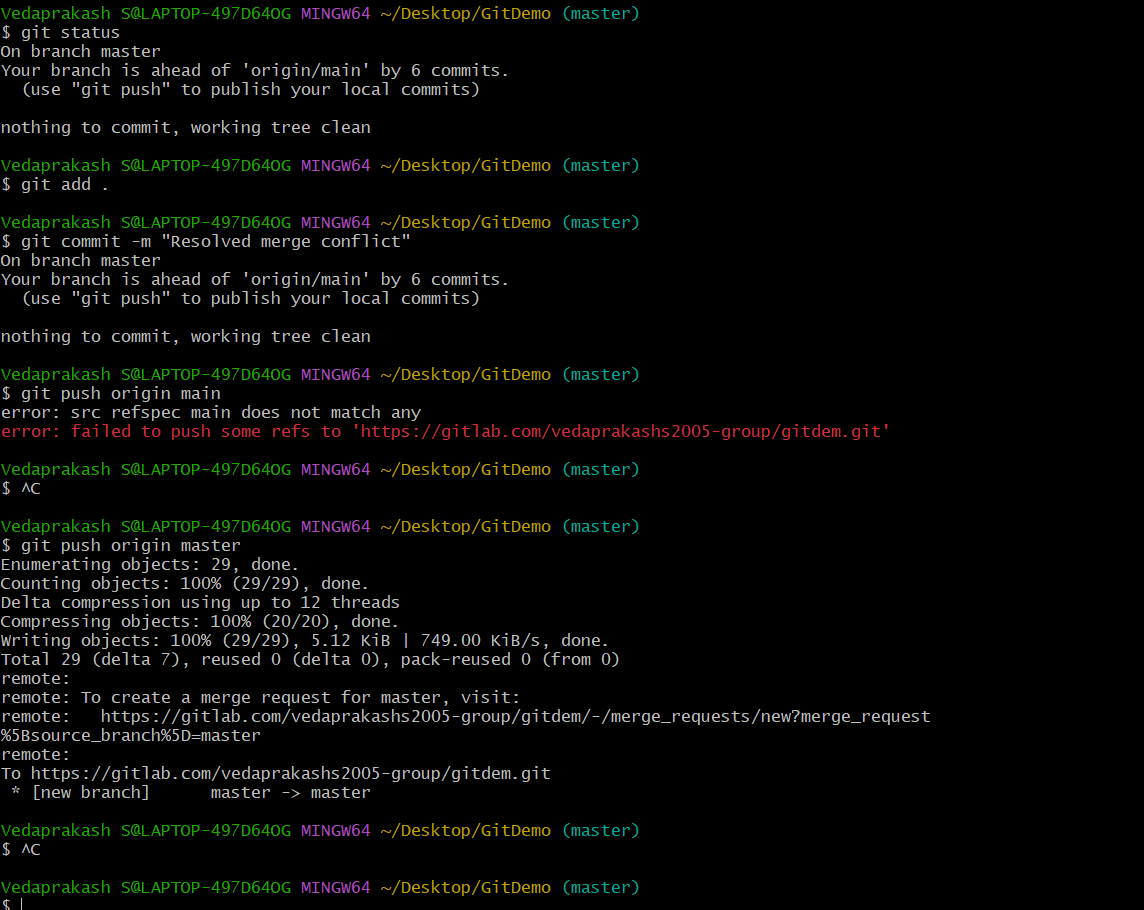 Vedaprakash S@LAPTOP-497D64OG MINGW64 ~/Desktop/GitDemo (master)
$ git status
On branch master
Your branch is ahead of 'origin/main' by 6 commits.
  (use "git push" to publish your local commits)

nothing to commit, working tree clean

Vedaprakash S@LAPTOP-497D64OG MINGW64 ~/Desktop/GitDemo (master)
$ git add .

Vedaprakash S@LAPTOP-497D64OG MINGW64 ~/Desktop/GitDemo (master)
$ git commit -m "Resolved merge conflict"
On branch master
Your branch is ahead of 'origin/main' by 6 commits.
  (use "git push" to publish your local commits)

nothing to commit, working tree clean

Vedaprakash S@LAPTOP-497D64OG MINGW64 ~/Desktop/GitDemo (master)
$ git push origin main
error: src refspec main does not match any
error: failed to push some refs to 'https://gitlab.com/vedaprakashs2005-group/gitdem.git'

Vedaprakash S@LAPTOP-497D64OG MINGW64 ~/Desktop/GitDemo (master)
$ ^C

Vedaprakash S@LAPTOP-497D64OG MINGW64 ~/Desktop/GitDemo (master)
$ git push origin master
Enumerating objects: 29, done.
Counting objects: 100% (29/29), done.
Delta compression using up to 12 threads
Compressing objects: 100% (20/20), done.
Writing objects: 100% (29/29), 5.12 KiB | 749.00 KiB/s, done.
Total 29 (delta 7), reused 0 (delta 0), pack-reused 0 (from 0)
remote:
remote: To create a merge request for master, visit:
remote:   https://gitlab.com/vedaprakashs2005-group/gitdem/-/merge_requests/new?merge_request
%5Bsource_branch%5D=master
remote:
To https://gitlab.com/vedaprakashs2005-group/gitdem.git
 * [new branch]      master -> master

Vedaprakash S@LAPTOP-497D64OG MINGW64 ~/Desktop/GitDemo (master)
$ ^C

Vedaprakash S@LAPTOP-497D64OG MINGW64 ~/Desktop/GitDemo (master)
$